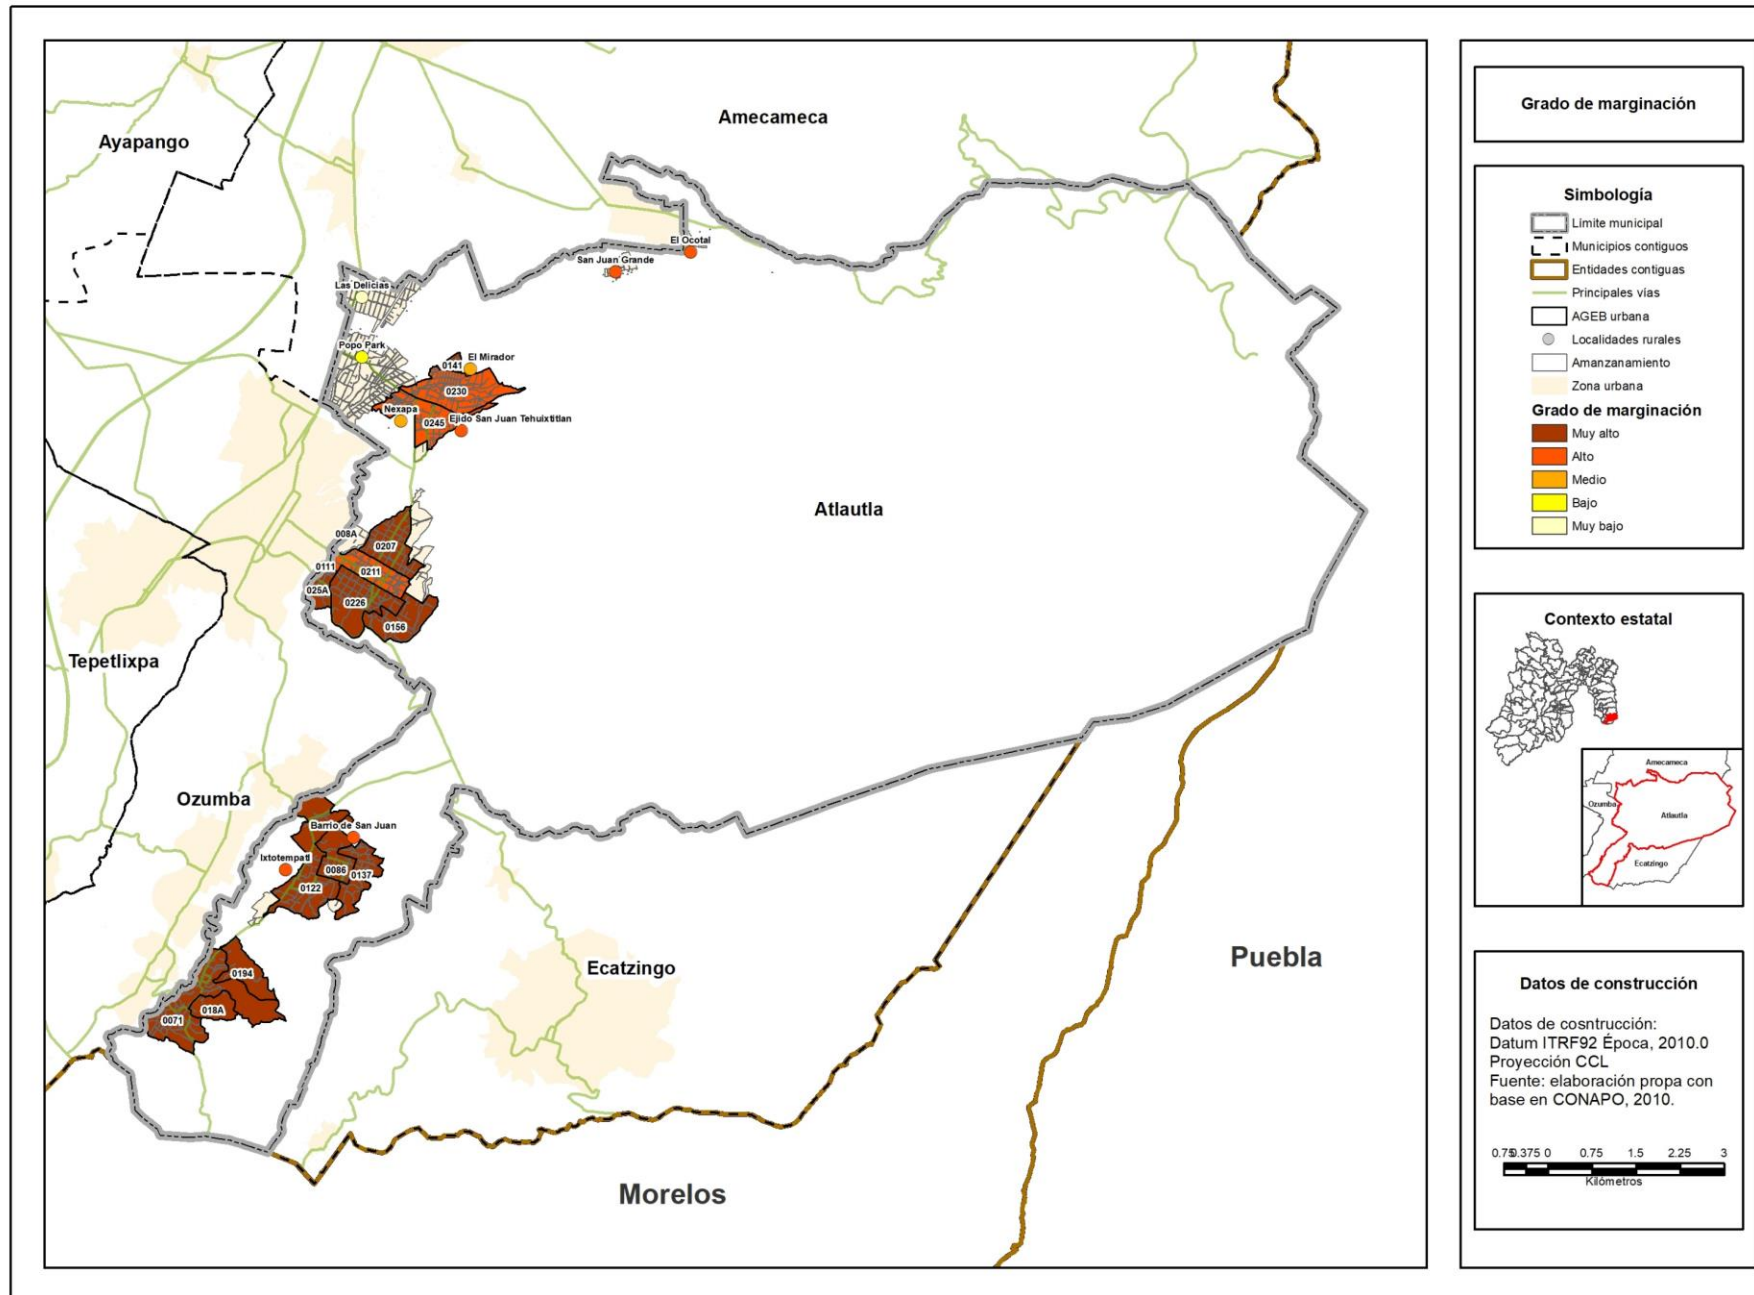 Amecameca
Ayapango
El Ocotal
San Juan Grande
Las Delicias
Popo Park
0141
El Mirador
0230
Nexapa
0245
Ejido San Juan Tehuixtitlan
Atlautla
008A
0207
0111
0211
025A
0226
0156
Tepetlixpa
Ozumba
Barrio de San Juan
Ixtotempatl
0086
0137
0122
Ecatzingo
0194
018A
0071
Puebla
Morelos
Grado de marginación
Simbología
Límite municipal
Municipios contiguos
Entidades contiguas
Principales vías
AGEB urbana
Localidades rurales
Amanzanamiento
Zona urbana
Grado de marginación
Muy alto
Alto
Medio
Bajo
Muy bajo
Contexto estatal
Amecameca
Ozumba
Atlautla
Ecatzingo
Datos de construcción
Datos de cosntrucción:
Datum ITRF92 Época, 2010.0
Proyección CCL
Fuente: elaboración propa con
base en CONAPO, 2010.
0.75 0.375 0 0.75 1.5 2.25 3
Kilómetros